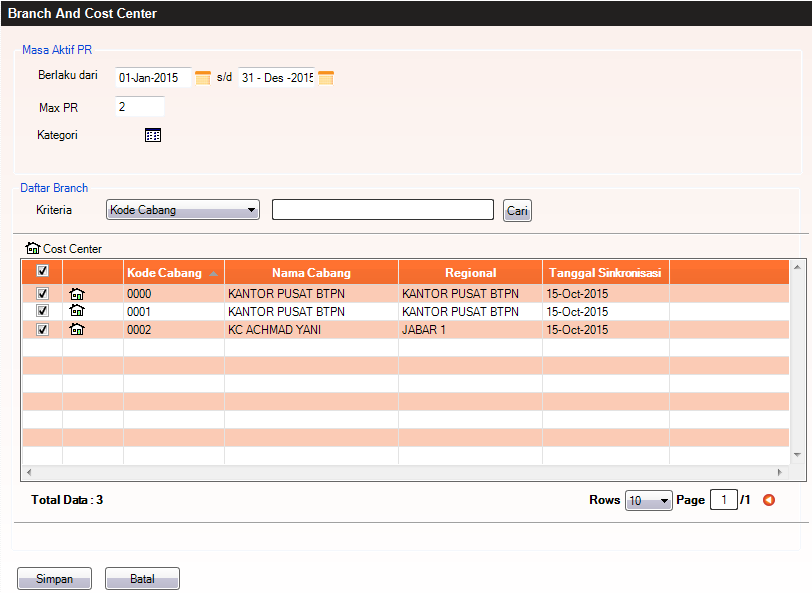 Branch And Cost Center
Masa Aktif PR
Berlaku dari 01-Jan-2015 s/d 31 - Des -2015
Max PR 2
Kategori
Daftar Branch
Kriteria Kode Cabang Cari
Cost Center
Kode Cabang Nama Cabang Regional Tanggal Sinkronisasi
0000 KANTOR PUSAT BTPN KANTOR PUSAT BTPN 15-Oct-2015
0001 KANTOR PUSAT BTPN KANTOR PUSAT BTPN 15-Oct-2015
0002 KC ACHMAD YANI JABAR 1 15-Oct-2015
Total Data : 3 Rows 10 Page 1 /1
Simpan Batal